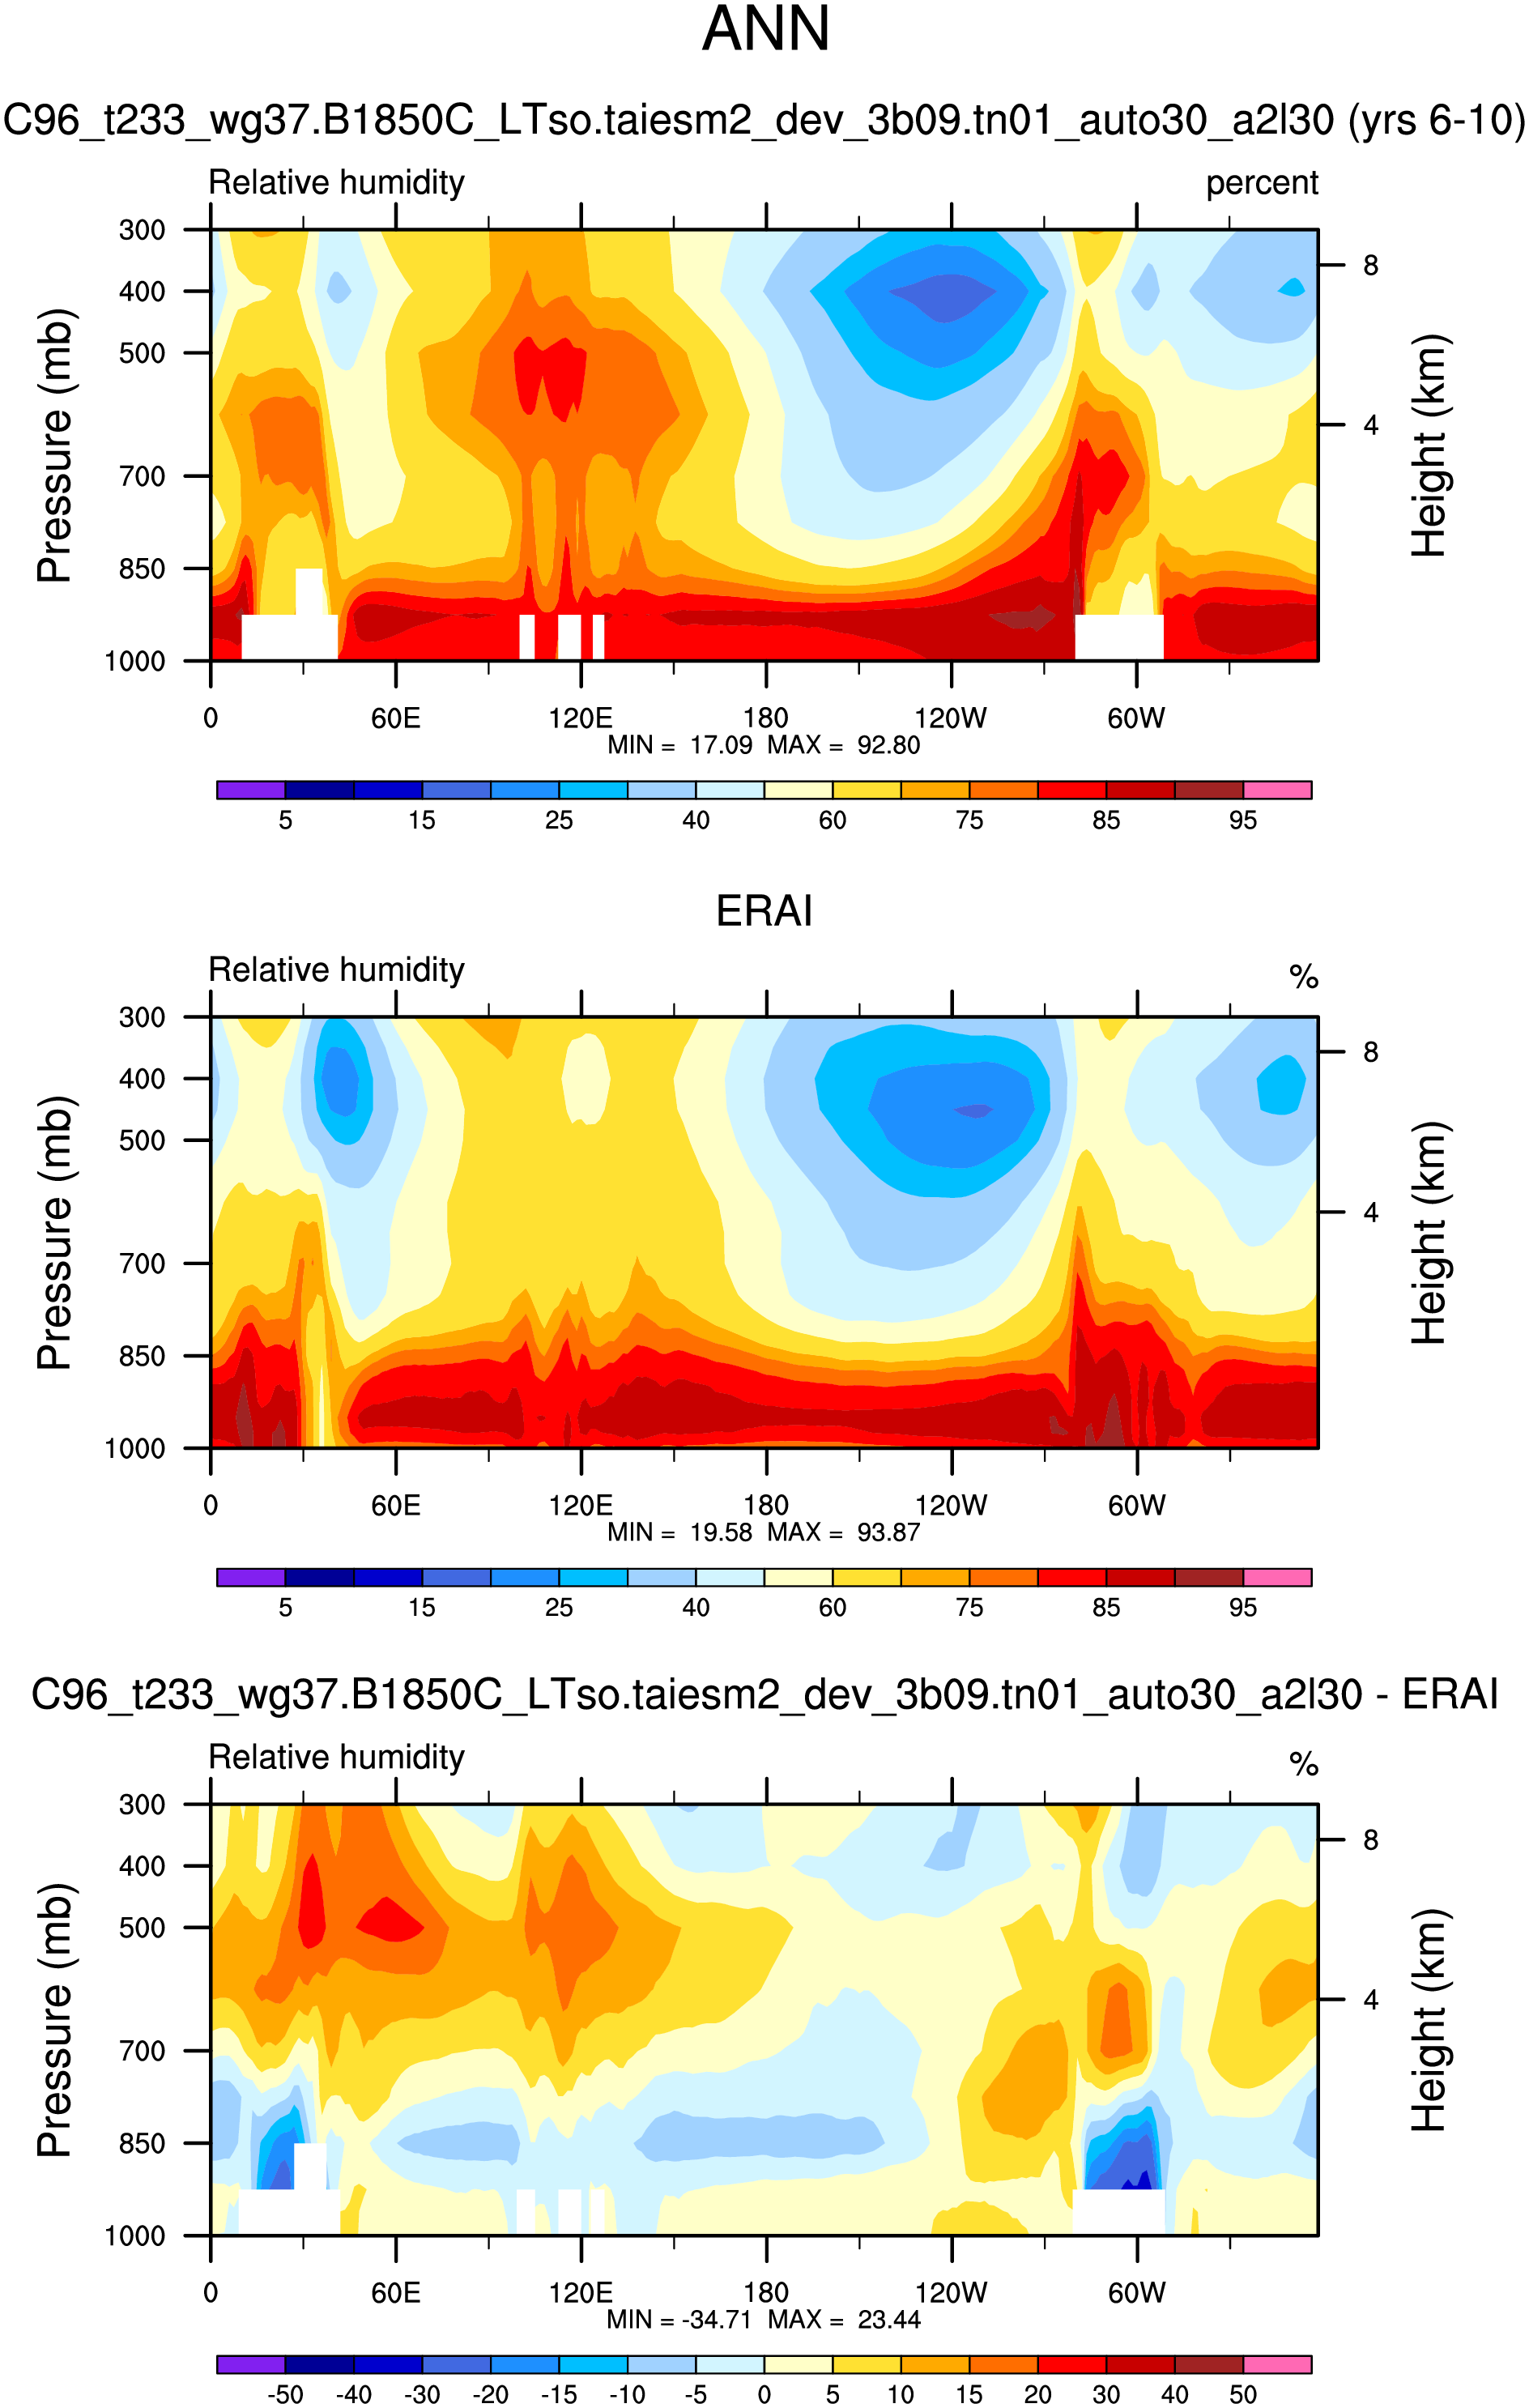 ANN
C96_t233_wg37.B1850C_LTso.taiesm2_dev_3b09.tn01_auto30_a2l30 (yrs 6-10)
Relative humidity percent
300
400
500
700
850
1000
Pressure (mb)
8
4
Height (km)
0 60E 120E 180 120W 60W
MIN = 17.09 MAX = 92.80
5 15 25 40 60 75 85 95
ERAI
Relative humidity %
300
400
500
700
850
1000
Pressure (mb)
8
4
Height (km)
0 60E 120E 180 120W 60W
MIN = 19.58 MAX = 93.87
5 15 25 40 60 75 85 95
C96_t233_wg37.B1850C_LTso.taiesm2_dev_3b09.tn01_auto30_a2l30 - ERAI
Relative humidity %
300
400
500
700
850
1000
Pressure (mb)
8
4
Height (km)
0 60E 120E 180 120W 60W
MIN = -34.71 MAX = 23.44
-50 -40 -30 -20 -15 -10 -5 0 5 10 15 20 30 40 50